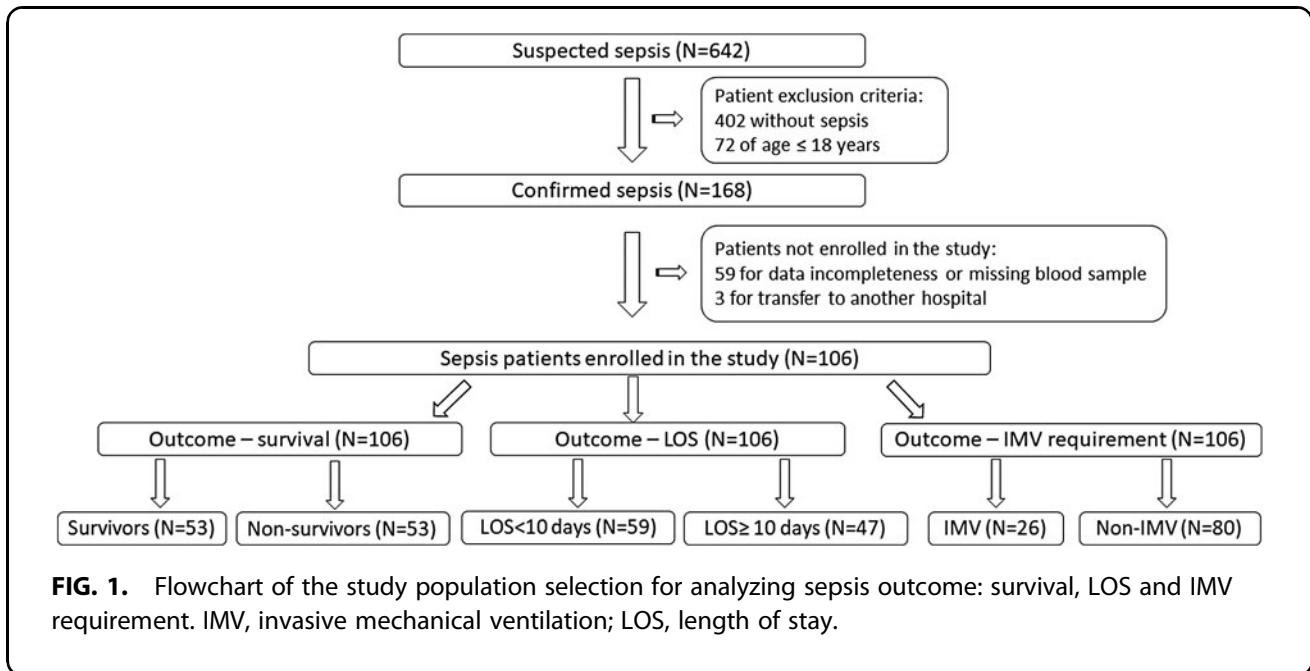 Suspected sepsis (N=642)
Patient exclusion criteria:
402 without sepsis
72 of age ≤ 18 years
Confirmed sepsis (N=168)
Patients not enrolled in the study:
59 for data incompleteness or missing blood sample
3 for transfer to another hospital
Sepsis patients enrolled in the study (N=106)
Outcome – survival (N=106)
Outcome – LOS (N=106)
Outcome – IMV requirement (N=106)
Survivors (N=53)
Non-survivors (N=53)
LOS<10 days (N=59)
LOS≥ 10 days (N=47)
IMV (N=26)
Non-IMV (N=80)
FIG. 1. Flowchart of the study population selection for analyzing sepsis outcome: survival, LOS and IMV
requirement. IMV, invasive mechanical ventilation; LOS, length of stay.